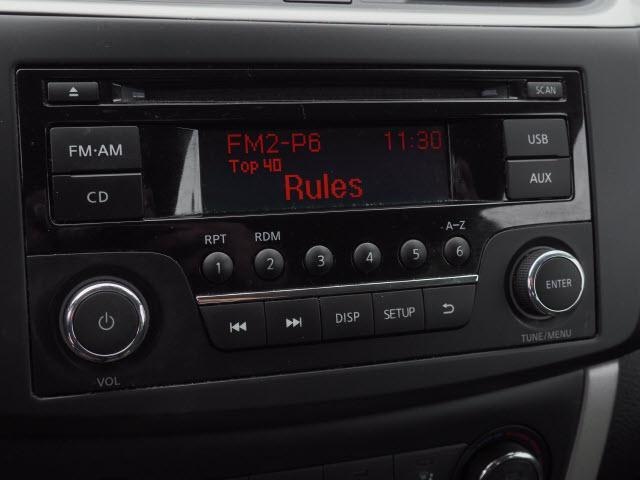 SCAN
FM·AM
FM2-P6 11:30
USB
Top 40
CD
Rules
AUX
RPT RDM A-Z
1 2 3 4 5 6
ENTER
DISP SETUP
TUNE/MENU
VOL